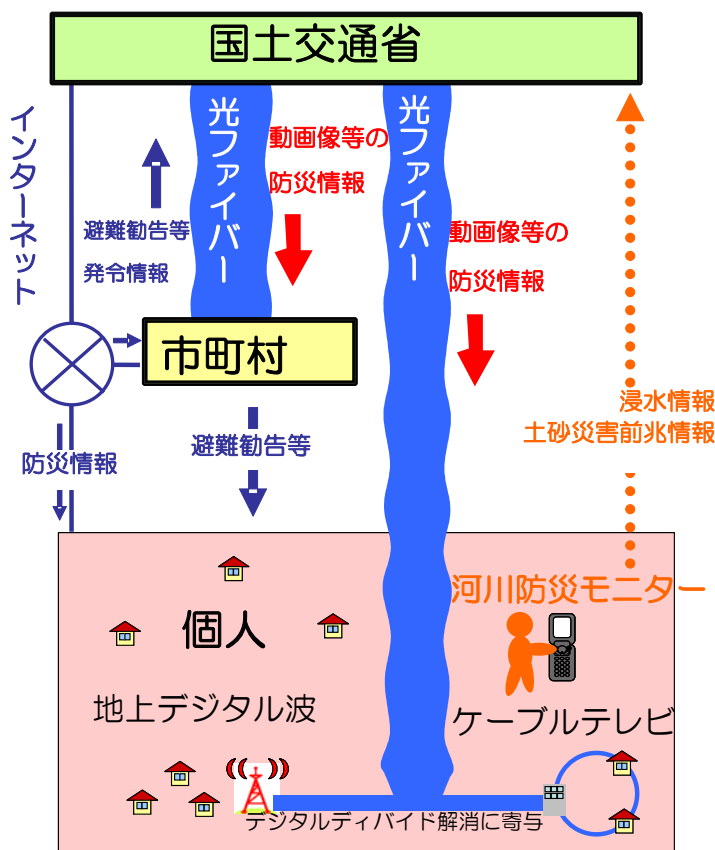 国土交通省
インターネット
光ファイバー
動画像等の
防災情報
光ファイバー
避難勧告等
発令情報
動画像等の
防災情報
市町村
浸水情報
土砂災害前兆情報
避難勧告等
防災情報
河川防災モニター
個人
地上デジタル波
ケーブルテレビ
デジタルディバイド解消に寄与